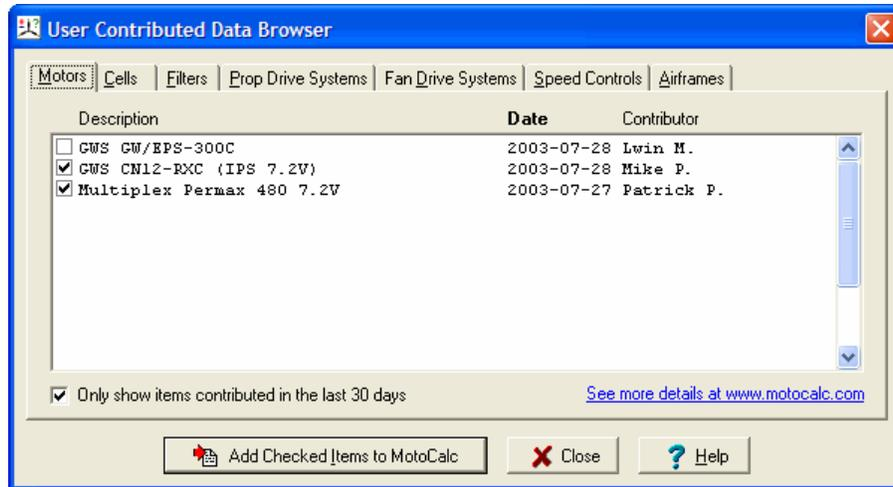 User Contributed Data Browser
Motors Cells Filters Prop Drive Systems Fan Drive Systems Speed Controls Airframes
Description Date Contributor
GWS GW/EPS-300C 2003-07-28 Lwin M.
GWS CN12-RXC (IPS 7.2V) 2003-07-28 Mike P.
Multiplex Permax 480 7.2V 2003-07-27 Patrick P.
Only show items contributed in the last 30 days See more details at www.motocalc.com
Add Checked Items to MotoCalc Close Help